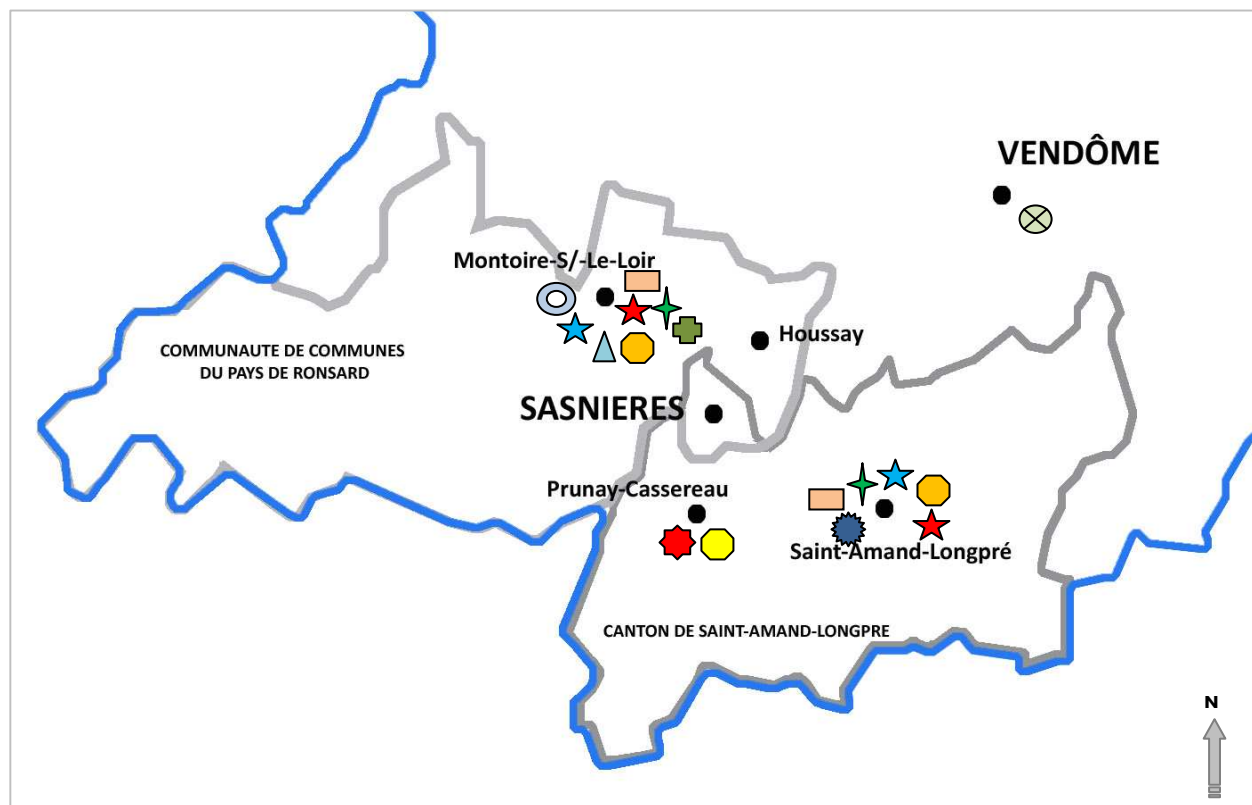 VENDÔME
Montoire-S/-Le-Loir
Houssay
COMMUNAUTE DE COMMUNES
DU PAYS DE RONSARD
SASNIERES
Prunay-Cassereau
Saint-Amand-Longpré
CANTON DE SAINT-AMAND-LONGPRE
N